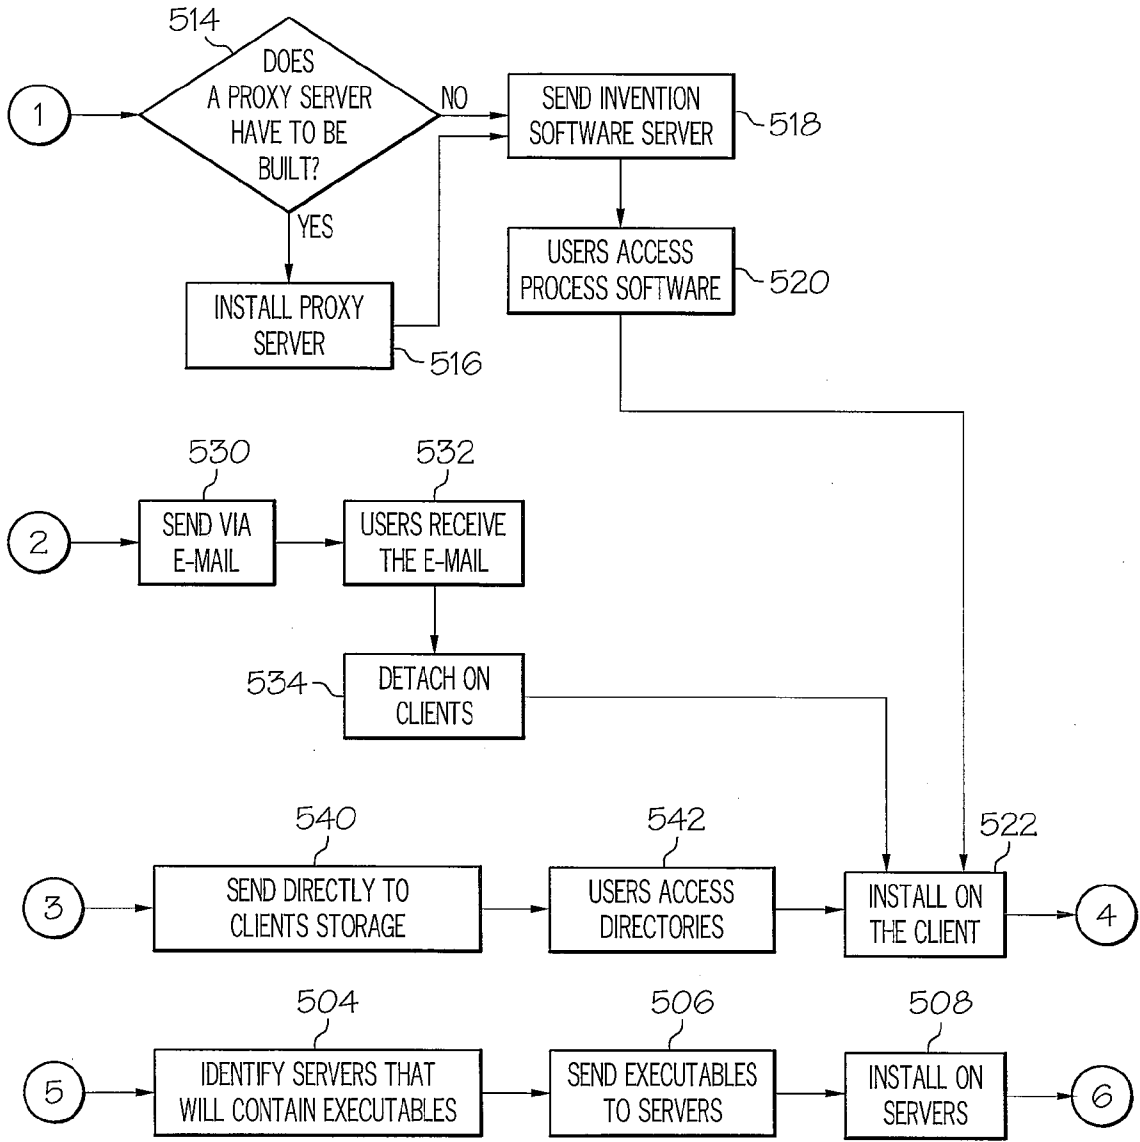 514
1
DOES
A PROXY SERVER
HAVE TO BE
BUILT?
NO
YES
SEND INVENTION
SOFTWARE SERVER
518
USERS ACCESS
PROCESS SOFTWARE
520
INSTALL PROXY
SERVER
516
530
532
2
SEND VIA
E-MAIL
USERS RECEIVE
THE E-MAIL
534
DETACH ON
CLIENTS
540
542
522
3
SEND DIRECTLY TO
CLIENTS STORAGE
USERS ACCESS
DIRECTORIES
INSTALL ON
THE CLIENT
4
504
506
508
5
IDENTIFY SERVERS THAT
WILL CONTAIN EXECUTABLES
SEND EXECUTABLES
TO SERVERS
INSTALL ON
SERVERS
6